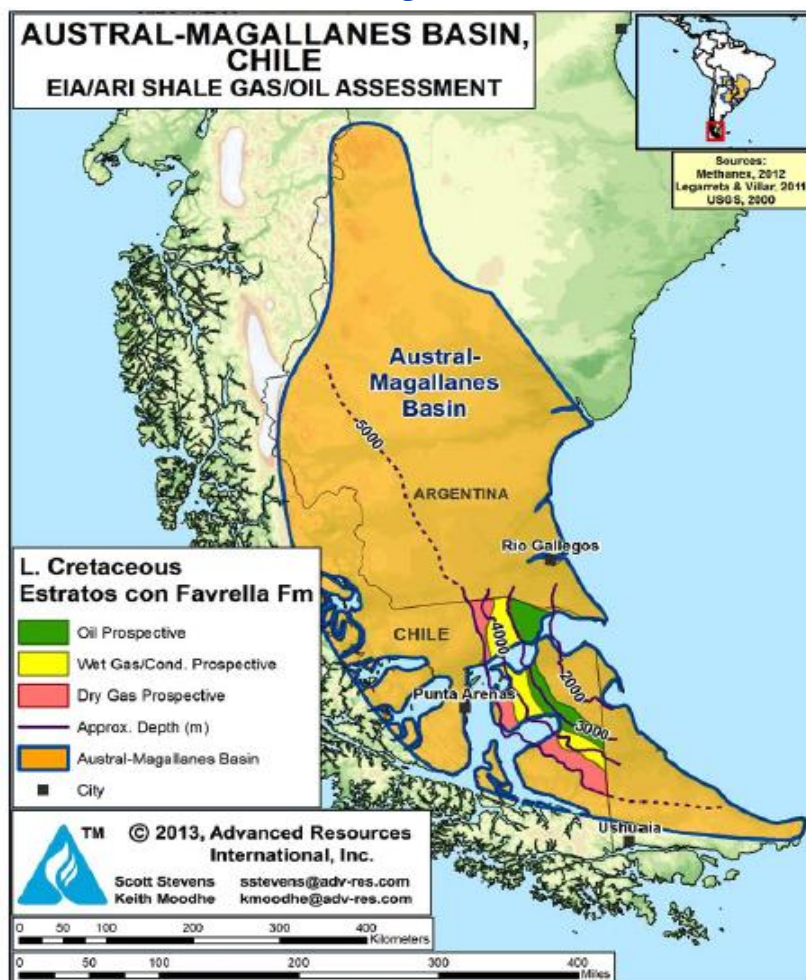 AUSTRAL-MAGALLANES BASIN,
CHILE
EIA/ARI SHALE GAS/OIL ASSESSMENT
Sources:
Methanex, 2012
Legarreta & Villar, 2011
USGS, 2000
Austral-
Magallanes
Basin
5000
ARGENTINA
Rio Gallegos
CHILE
4000
Punta Arenas
2000
3000
Ushuaia
L. Cretaceous
Estratos con Favrella Fm
Oil Prospective
Wet Gas/Cond. Prospective
Dry Gas Prospective
Approx. Depth (m)
Austral-Magallanes Basin
City
TM © 2013, Advanced Resources
International, Inc.
Scott Stevens sstevens@adv-res.com
Keith Moodhe kmoodhe@adv-res.com
0 50 100 200 300 400
Kilometers
0 50 100 200 300 400
Miles